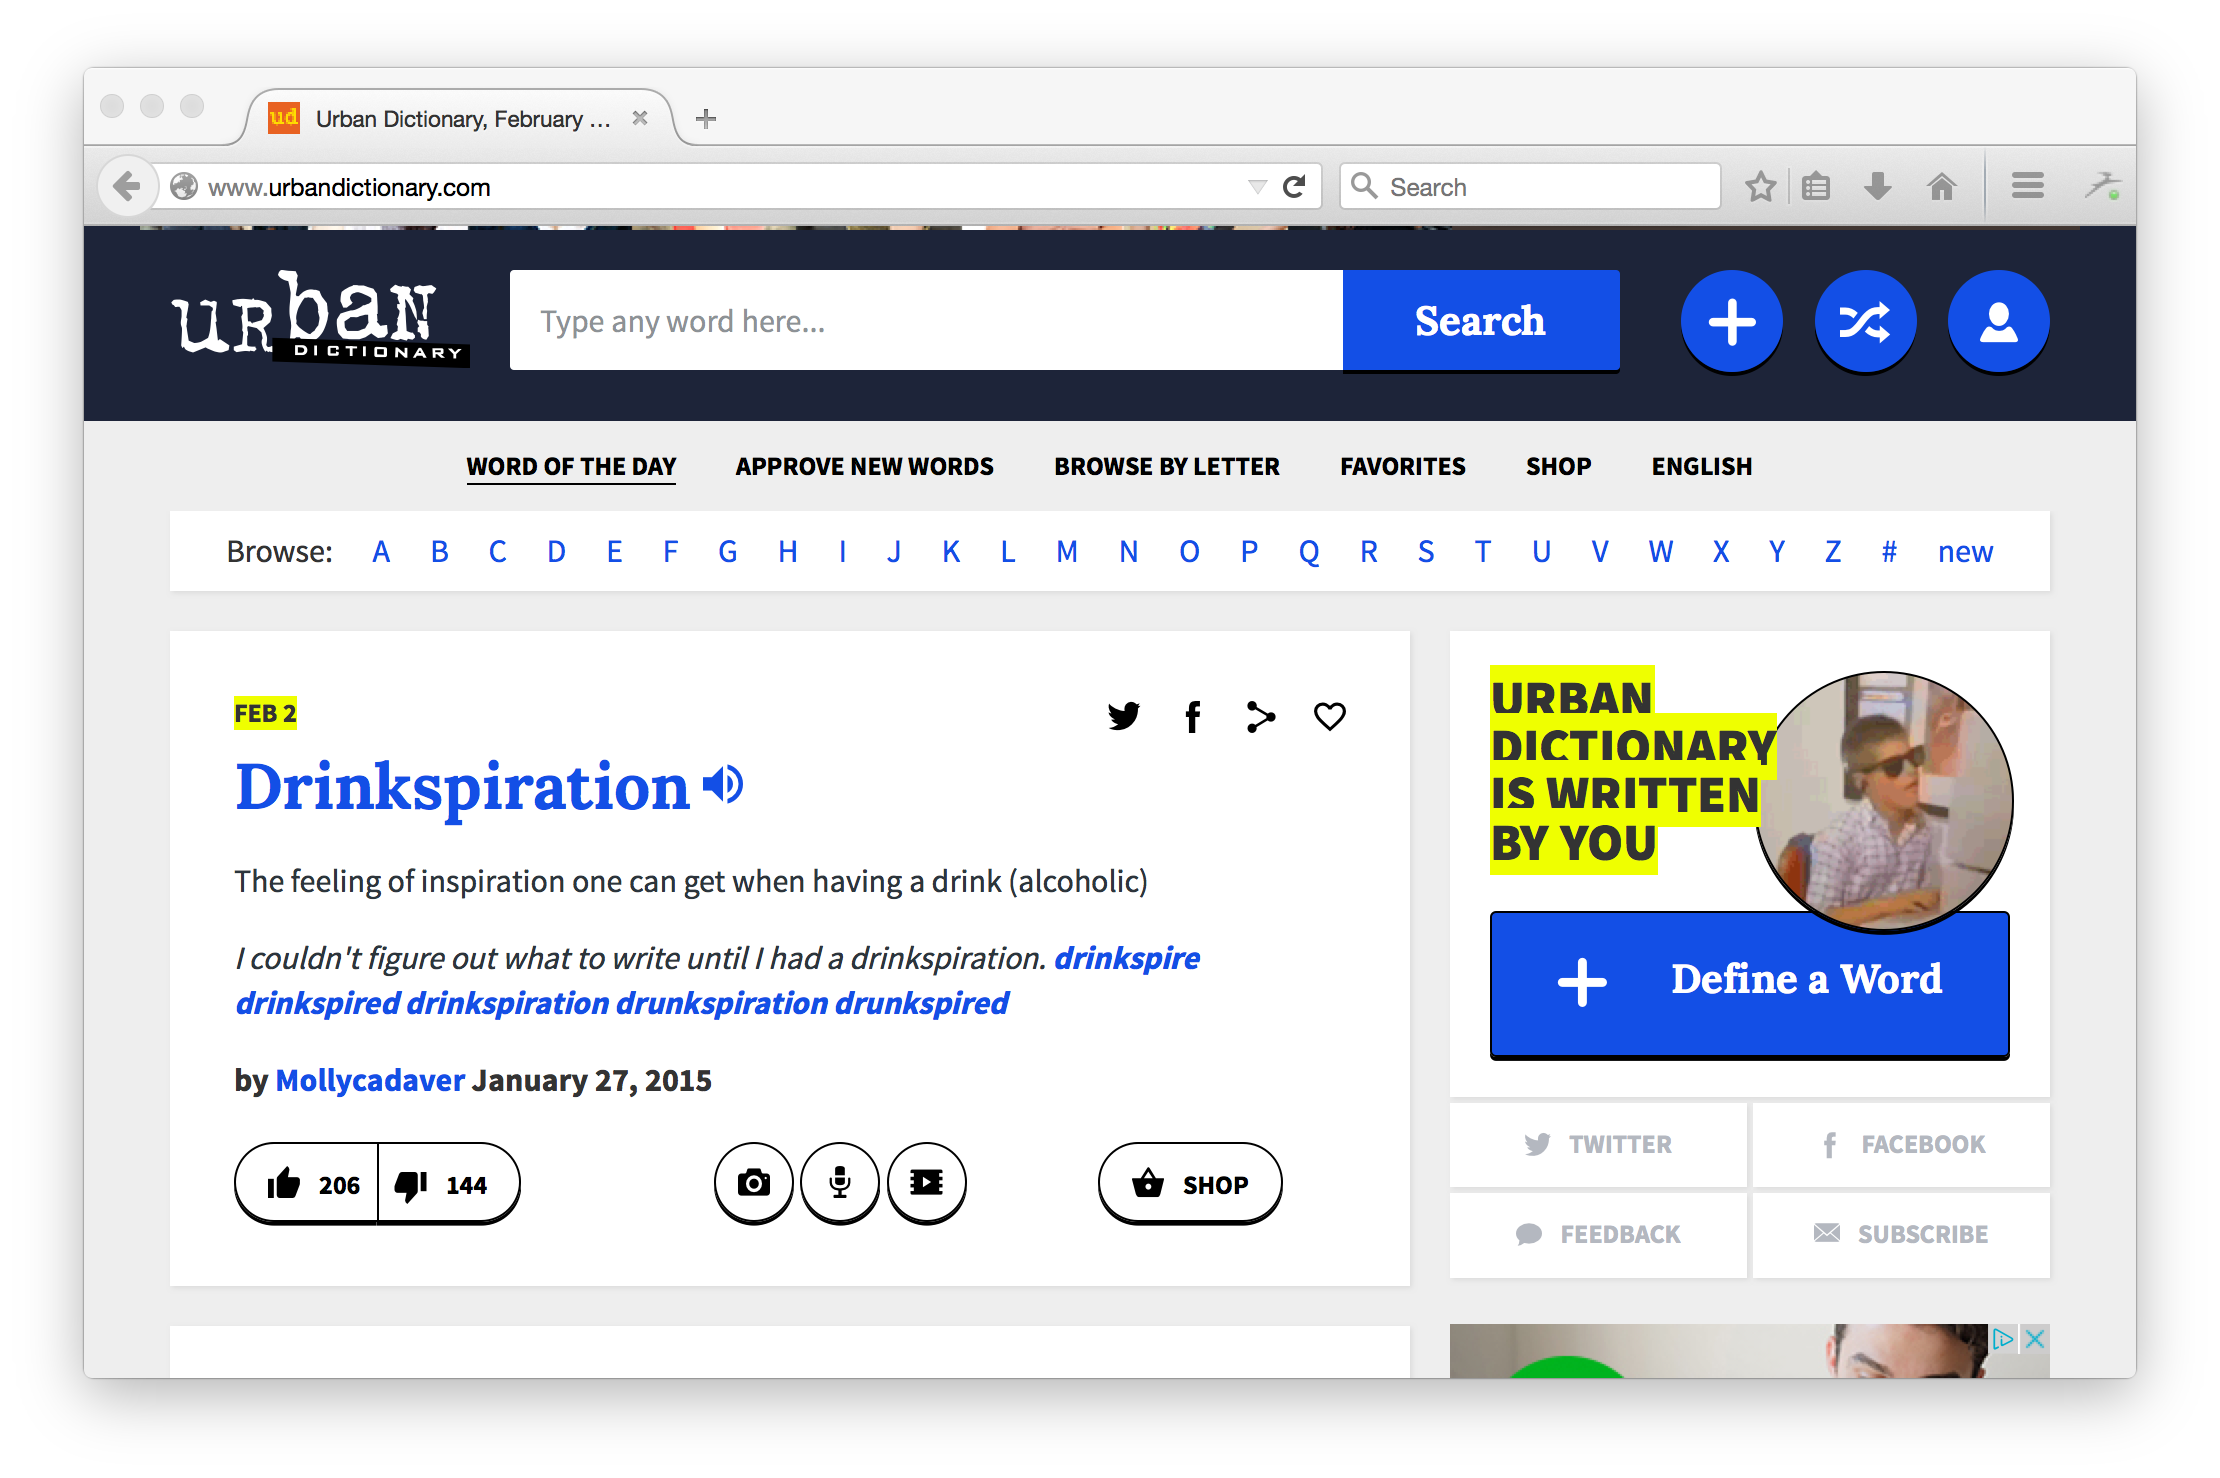 ud Urban Dictionary, February ...
www.urbandictionary.com
Search
urban
DICTIONARY
Type any word here...
Search
WORD OF THE DAY APPROVE NEW WORDS BROWSE BY LETTER FAVORITES SHOP ENGLISH
Browse: A B C D E F G H I J K L M N O P Q R S T U V W X Y Z # new
FEB 2
Drinkspiration
The feeling of inspiration one can get when having a drink (alcoholic)
I couldn't figure out what to write until I had a drinkspiration. drinkspire
drinkspired drinkspiration drunkspiration drunkspired
by Mollycadaver January 27, 2015
206 144
SHOP
URBAN
DICTIONARY
IS WRITTEN
BY YOU
Define a Word
TWITTER FACEBOOK
FEEDBACK SUBSCRIBE